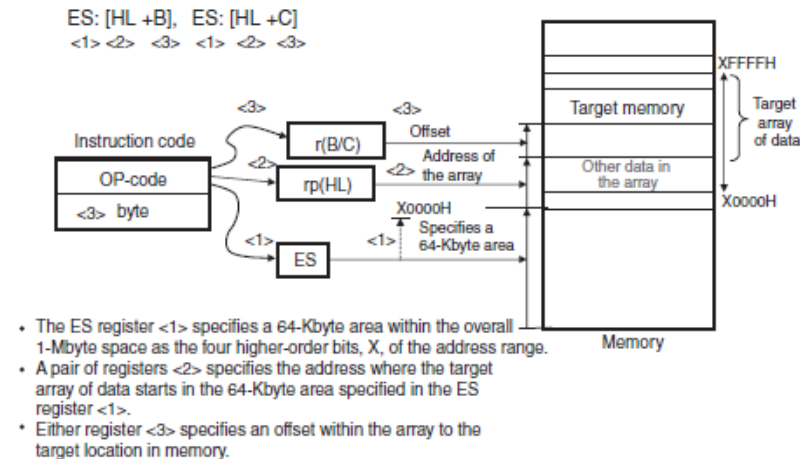 ES: [HL +B], ES: [HL +C]
<1> <2> <3> <1> <2> <3>
XFFFFH
<3>
<3>
Target memory
Target
array
of data
Instruction code
r(B/C)
Offset
OP-code
<2>
rp(HL)
<2>
Address of
the array
Other data in
the array
<3> byte
X0000H
X0000H
<1>
ES
<1>
Specifies a
64-Kbyte area
Memory
• The ES register <1> specifies a 64-Kbyte area within the overall
1-Mbyte space as the four higher-order bits, X, of the address range.
• A pair of registers <2> specifies the address where the target
array of data starts in the 64-Kbyte area specified in the ES
register <1>.
• Either register <3> specifies an offset within the array to the
target location in memory.